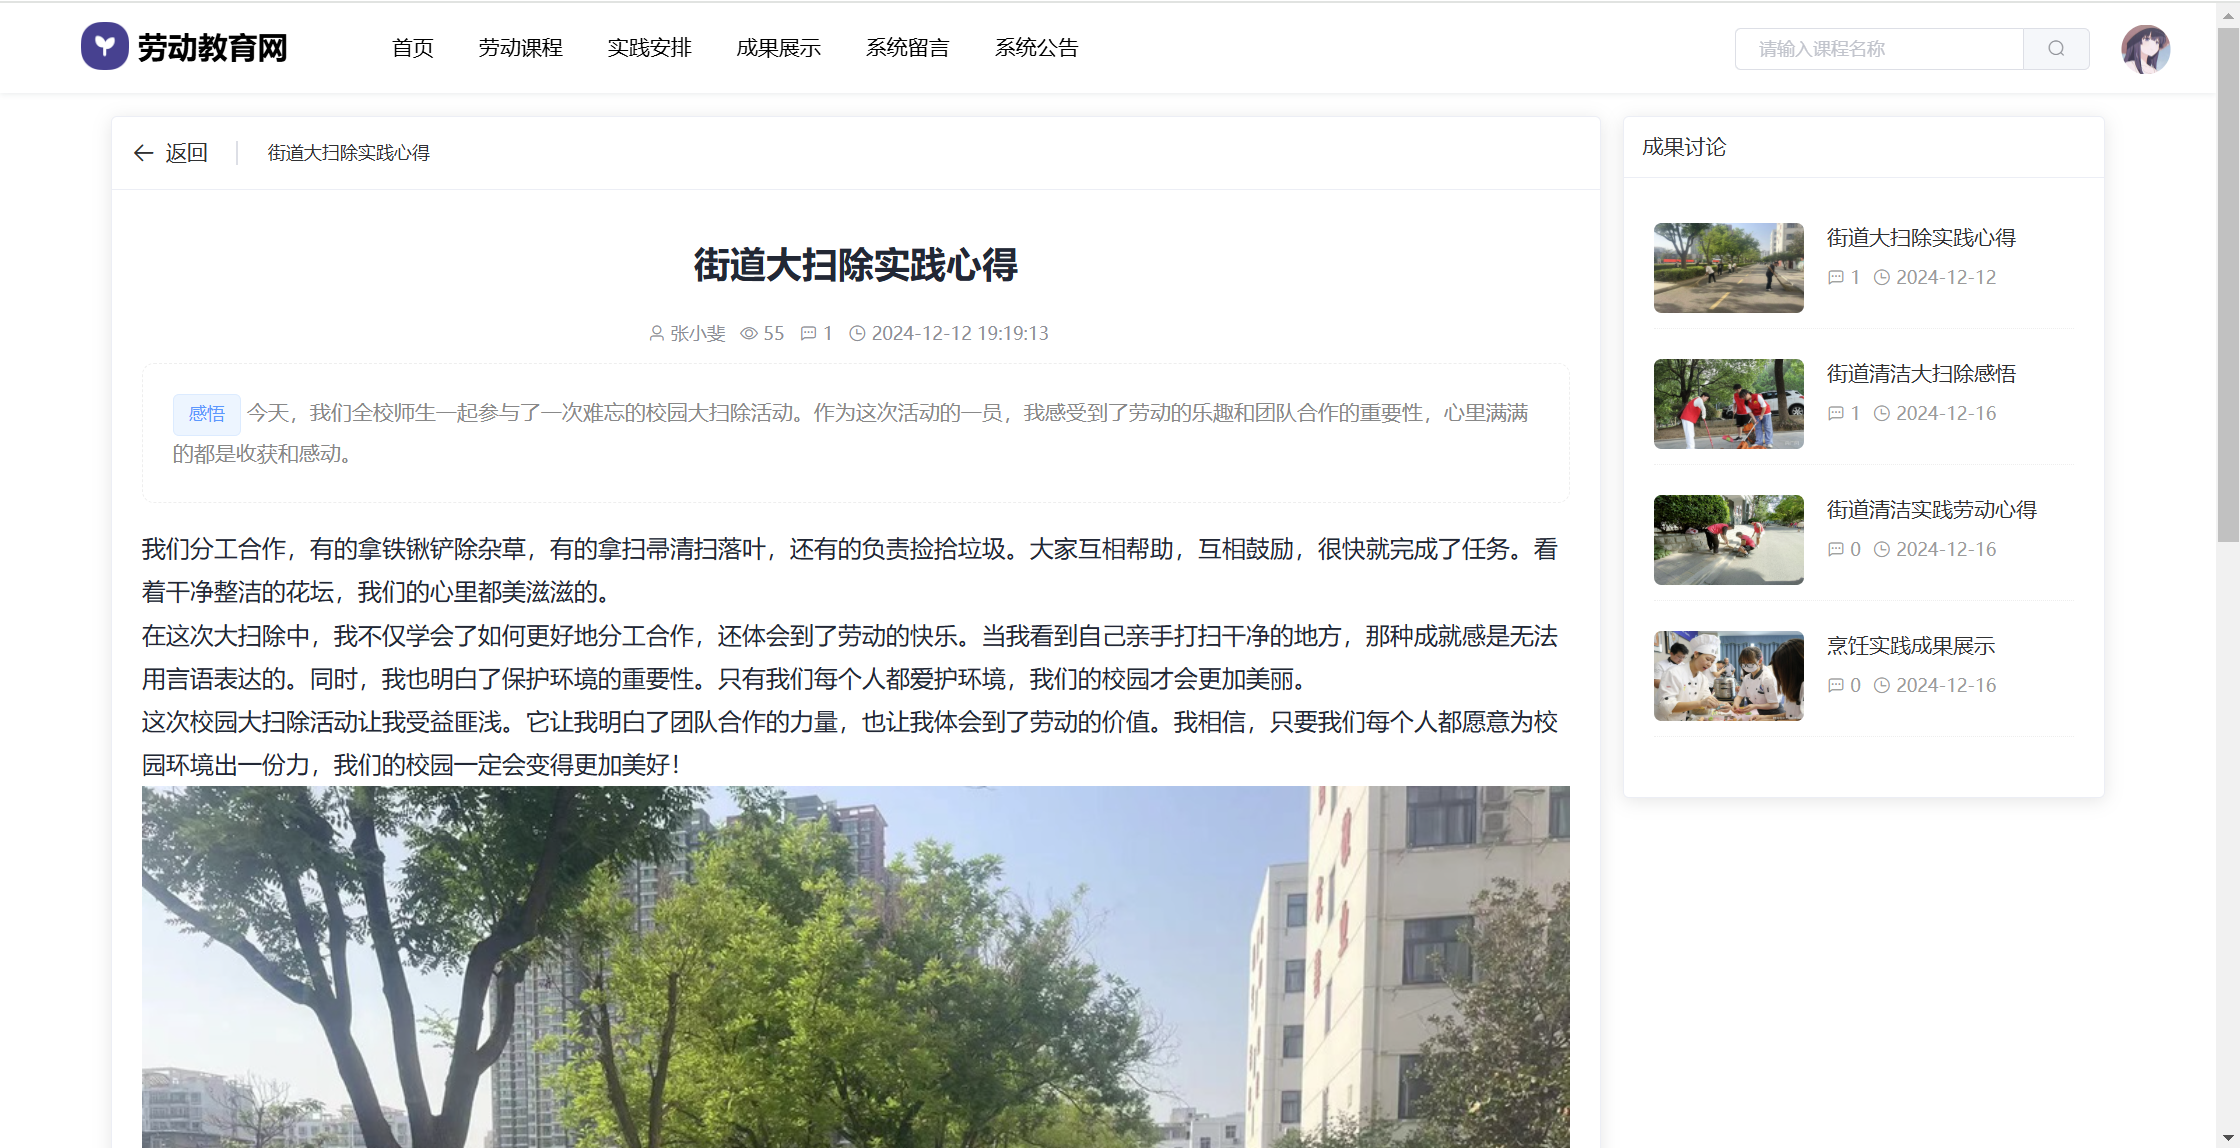 劳动教育网
首页 劳动课程 实践安排 成果展示 系统留言 系统公告
请输入课程名称
返回 街道大扫除实践心得
街道大扫除实践心得
张小斐 55 1 2024-12-12 19:19:13
感悟 今天，我们全校师生一起参与了一次难忘的校园大扫除活动。作为这次活动的一员，我感受到了劳动的乐趣和团队合作的重要性，心里满满
的都是收获和感动。
我们分工合作，有的拿铁锹铲除杂草，有的拿扫帚清扫落叶，还有的负责捡拾垃圾。大家互相帮助，互相鼓励，很快就完成了任务。看
着干净整洁的花坛，我们的心里都美滋滋的。
在这次大扫除中，我不仅学会了如何更好地分工合作，还体会到了劳动的快乐。当我看到自己亲手打扫干净的地方，那种成就感是无法
用言语表达的。同时，我也明白了保护环境的重要性。只有我们每个人都爱护环境，我们的校园才会更加美丽。
这次校园大扫除活动让我受益匪浅。它让我明白了团队合作的力量，也让我体会到了劳动的价值。我相信，只要我们每个人都愿意为校
园环境出一份力，我们的校园一定会变得更加美好！
成果讨论
街道大扫除实践心得
1 2024-12-12
街道清洁大扫除感悟
1 2024-12-16
街道清洁实践劳动心得
0 2024-12-16
烹饪实践成果展示
0 2024-12-16